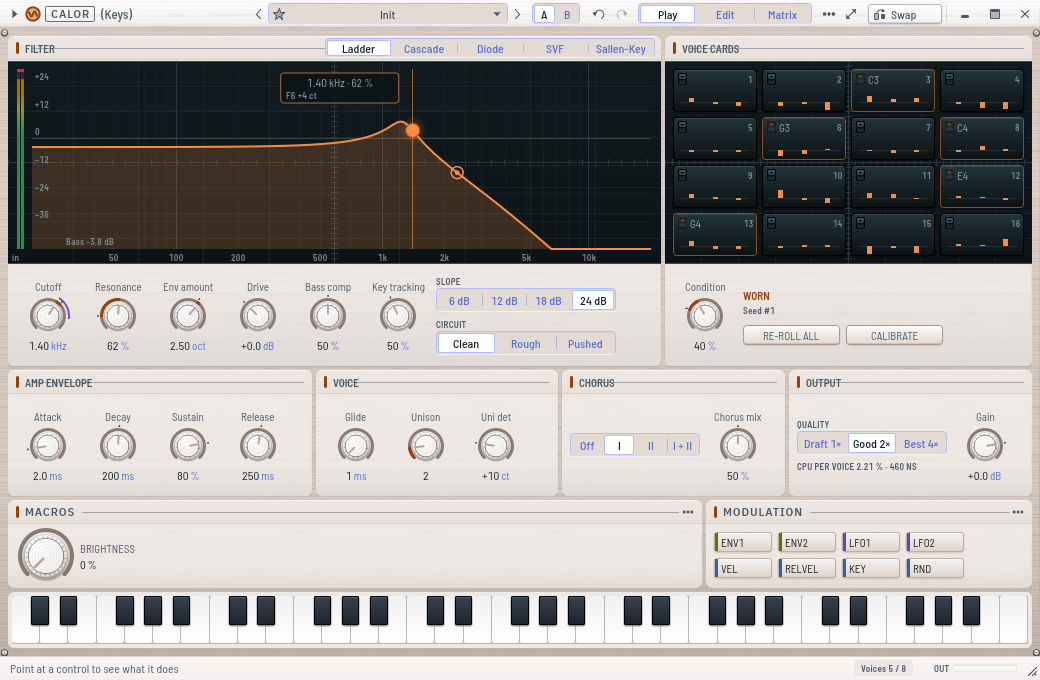 CALOR (Keys) Init A B Play Edit Matrix Swap
FILTER Ladder Cascade Diode SVF Sallen-Key
+24
+12
0
−12
−24
−36
1.40 kHz · 62 %
F6 +4 ct
Bass −3.8 dB
in 50 100 200 500 1k 2k 5k 10k
VOICE CARDS
1 2 C3 3 4
5 G3 6 7 C4 8
9 10 11 E4 12
G4 13 14 15 16
Cutoff Resonance Env amount Drive Bass comp Key tracking
1.40 kHz 62 % 2.50 oct +0.0 dB 50 % 50 %
SLOPE
6 dB 12 dB 18 dB 24 dB
CIRCUIT
Clean Rough Pushed
Condition
40 %
WORN
Seed #1
RE-ROLL ALL CALIBRATE
AMP ENVELOPE
Attack Decay Sustain Release
2.0 ms 200 ms 80 % 250 ms
VOICE
Glide Unison Uni det
1 ms 2 +10 ct
CHORUS
Off I II I + II
Chorus mix
50 %
OUTPUT
QUALITY
Draft 1× Good 2× Best 4×
CPU PER VOICE 2.21 % · 460 NS
Gain
+0.0 dB
MACROS
BRIGHTNESS
0 %
MODULATION
ENV1 ENV2 LFO1 LFO2
VEL RELVEL KEY RND
Point at a control to see what it does Voices 5 / 8 OUT